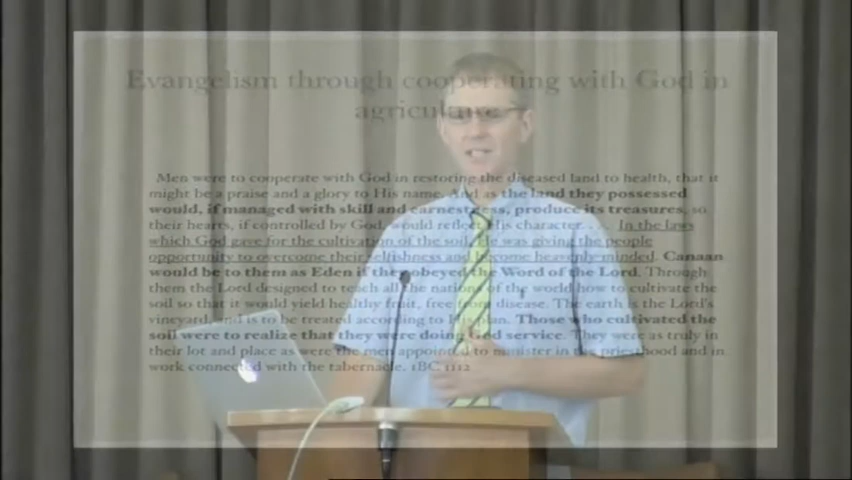 Evangelism through cooperating with God in
agriculture
Men were to cooperate with God in restoring the diseased land to health, that it
might be a praise and a glory to His name. And as the land they possessed
would, if managed with skill and earnestness, produce its treasures, so
their hearts, if controlled by God, would reflect His character. . . In the laws
which God gave for the cultivation of the soil, He was giving the people
opportunity to overcome their selfishness and become heavenly-minded. Canaan
would be to them as Eden if they obeyed the Word of the Lord. Through
them the Lord designed to teach all the nations of the world how to cultivate the
soil so that it would yield healthy fruit, free from disease. The earth is the Lord's
vineyard, and is to be treated according to His plan. Those who cultivated the
soil were to realize that they were doing God service. They were as truly in
their lot and place as were the men appointed to minister in the priesthood and in
work connected with the tabernacle. 1BC 1112